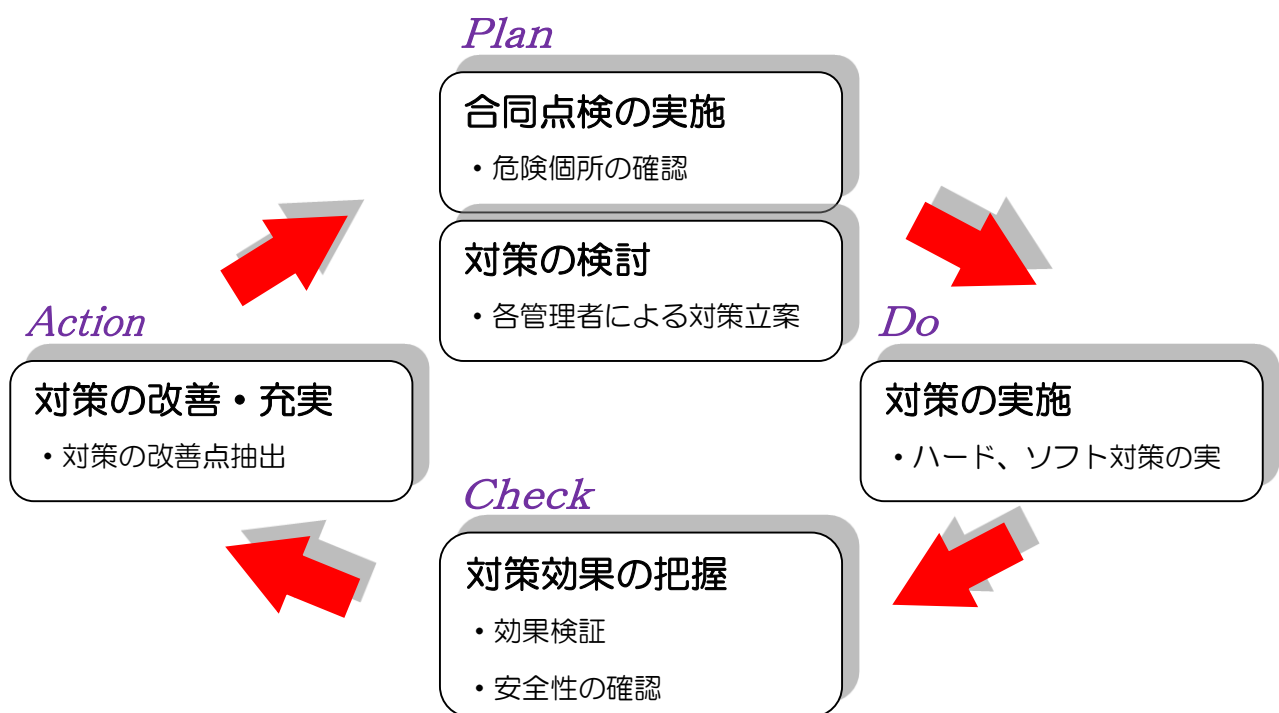 Plan
合同点検の実施
・危険個所の確認
対策の検討
・各管理者による対策立案
Do
対策の実施
・ハード、ソフト対策の実
Check
対策効果の把握
・効果検証
・安全性の確認
Action
対策の改善・充実
・対策の改善点抽出